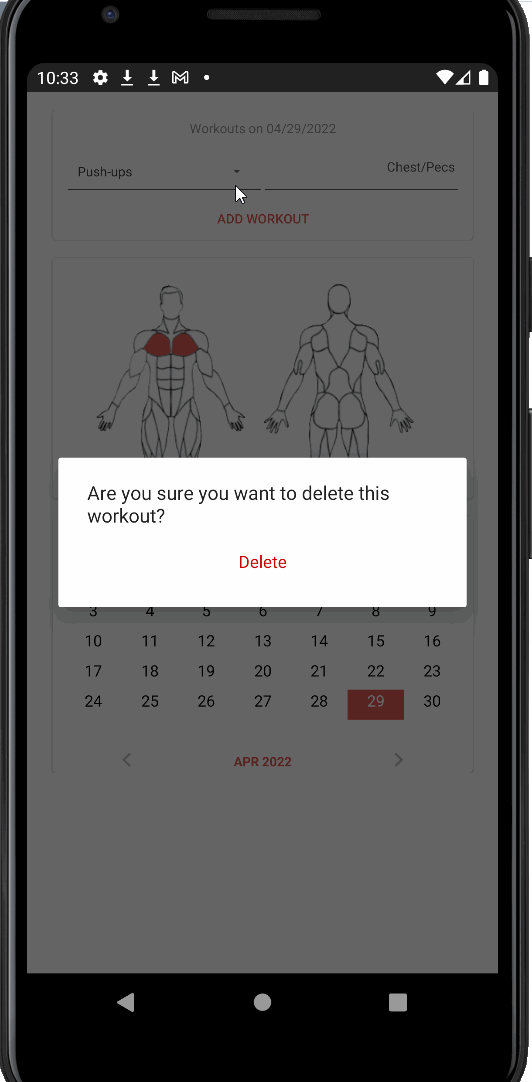 10:33
Workouts on 04/29/2022
Push-ups
Chest/Pecs
ADD WORKOUT
Are you sure you want to delete this
workout?
Delete
3 4 5 6 7 8 9
10 11 12 13 14 15 16
17 18 19 20 21 22 23
24 25 26 27 28 29 30
APR 2022